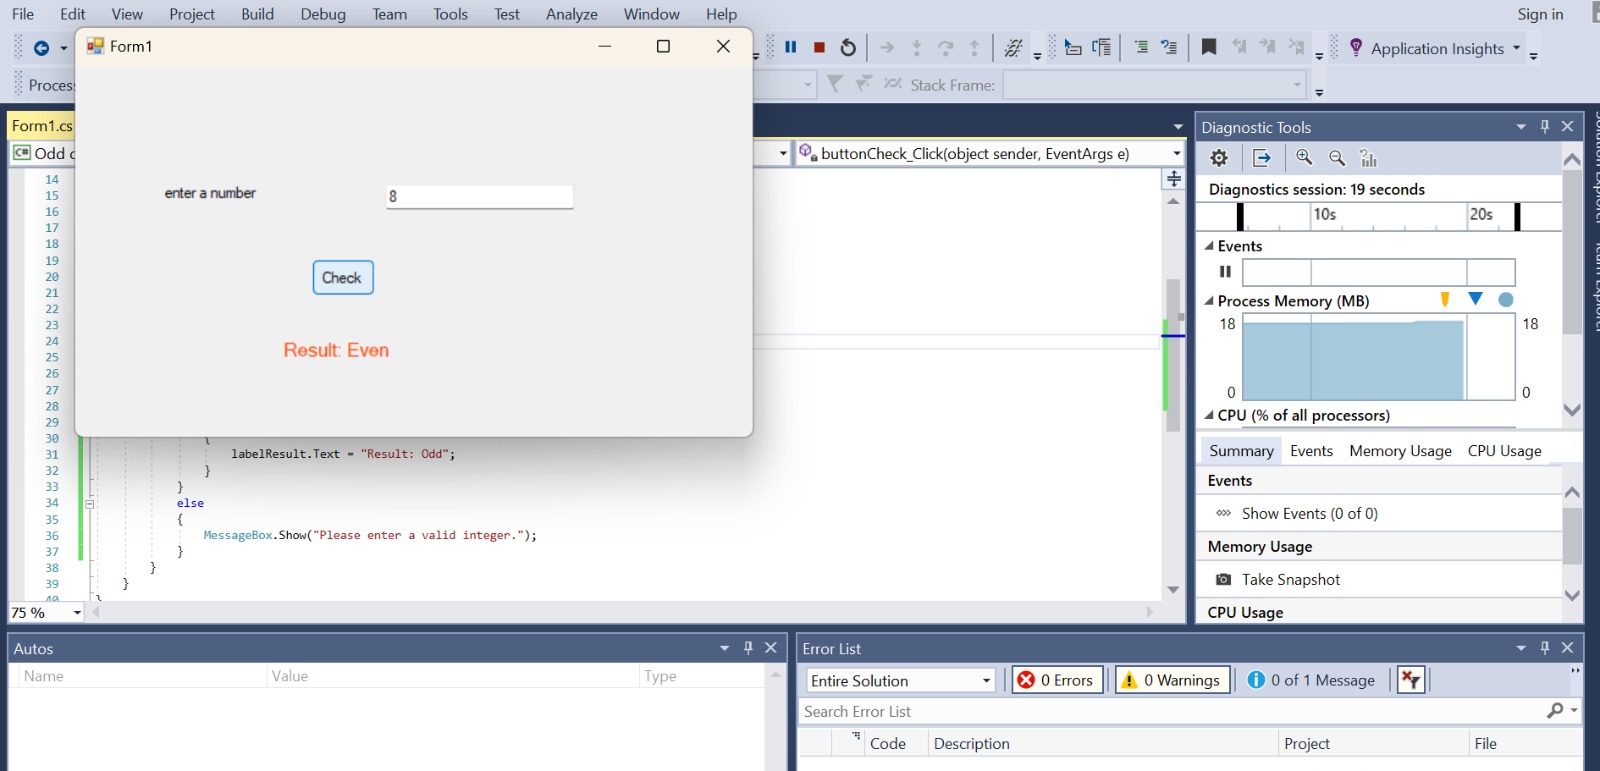 File Edit View Project Build Debug Team Tools Test Analyze Window Help Sign in
Form1
Application Insights
Process
Stack Frame:
Form1.cs
Odd
buttonCheck_Click(object sender, EventArgs e)
14
15
16
17
18
19
20
21
22
23
24
25
26
27
28
29
30 {
31 labelResult.Text = "Result: Odd";
32 }
33 }
34 else
35 {
36 MessageBox.Show("Please enter a valid integer.");
37 }
38 }
39 }
40 }
75 %
enter a number 8
Check
Result: Even
Diagnostic Tools
Diagnostics session: 19 seconds
10s 20s
Events
Process Memory (MB)
18 18
0 0
CPU (% of all processors)
Summary Events Memory Usage CPU Usage
Events
Show Events (0 of 0)
Memory Usage
Take Snapshot
CPU Usage
Solution Explorer
Team Explorer
Autos
Name Value Type
Error List
Entire Solution 0 Errors 0 Warnings 0 of 1 Message
Search Error List
Code Description Project File